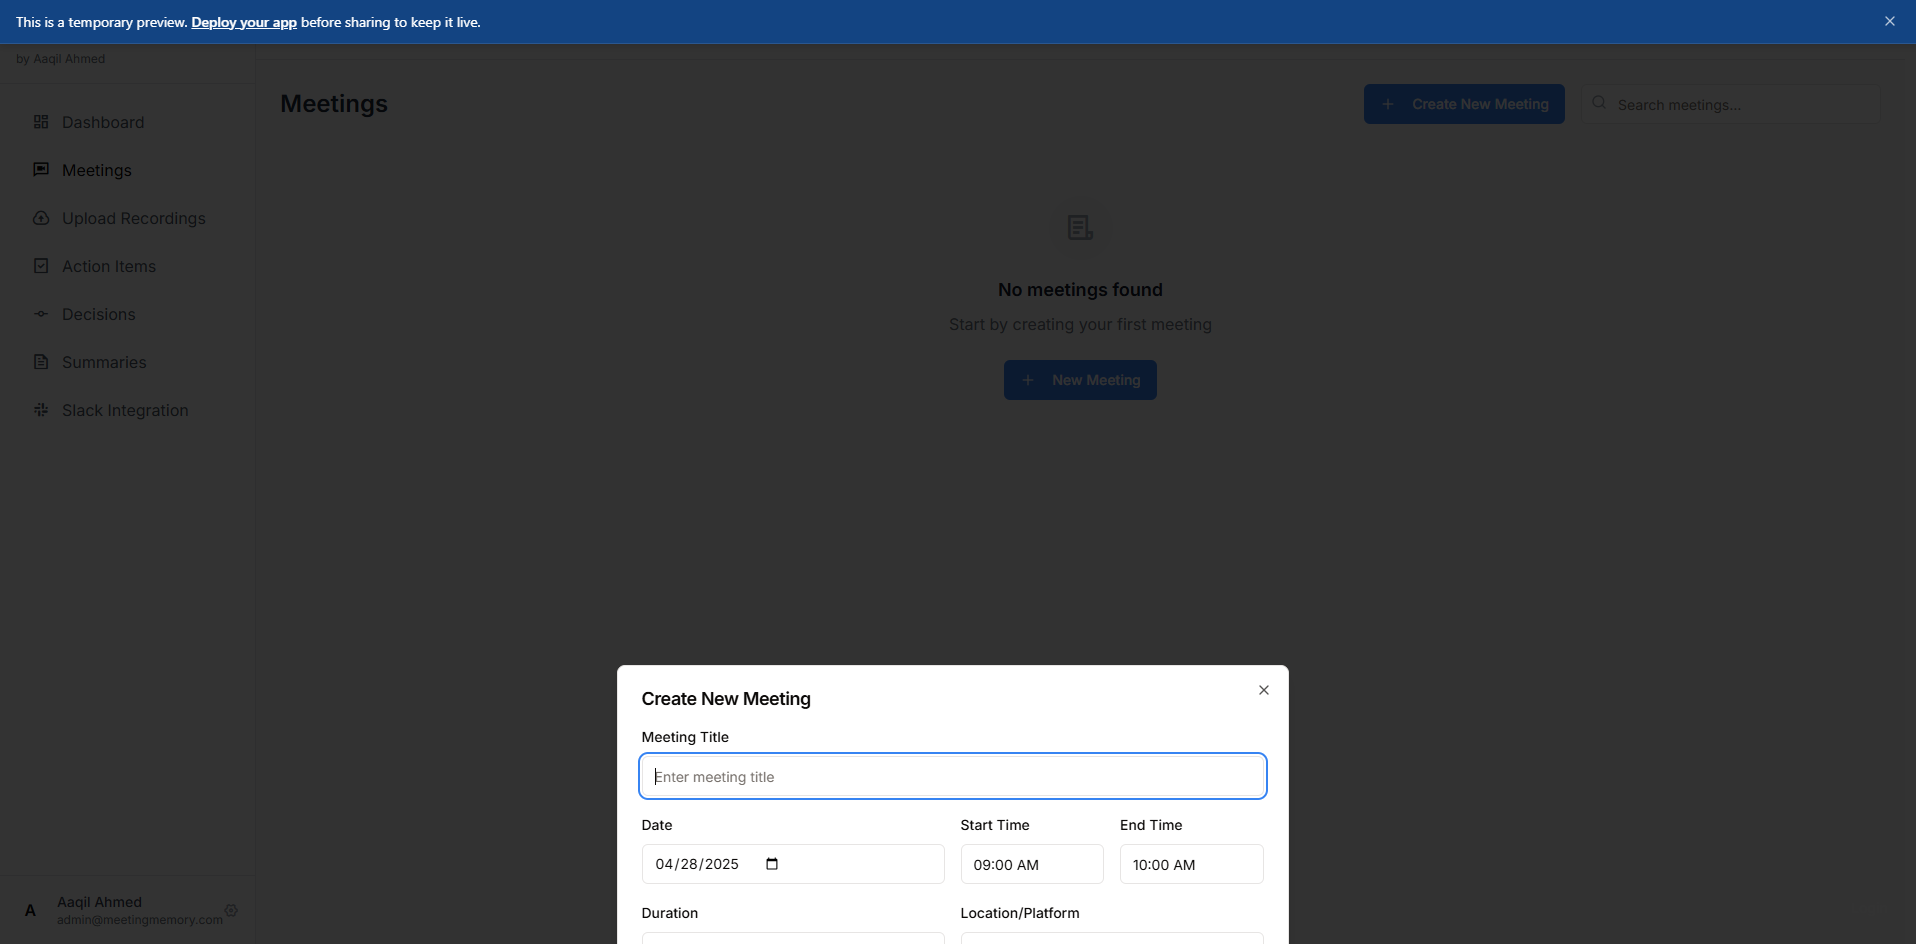 This is a temporary preview. Deploy your app before sharing to keep it live.
by Aaqil Ahmed
Dashboard
Meetings
Upload Recordings
Action Items
Decisions
Summaries
Slack Integration
Aaqil Ahmed
A
admin@meetingmemory.com
Meetings
Create New Meeting
Search meetings...
No meetings found
Start by creating your first meeting
New Meeting
Create New Meeting
Meeting Title
Enter meeting title
Date
Start Time
End Time
04/28/2025
09:00 AM
10:00 AM
Duration
Location/Platform